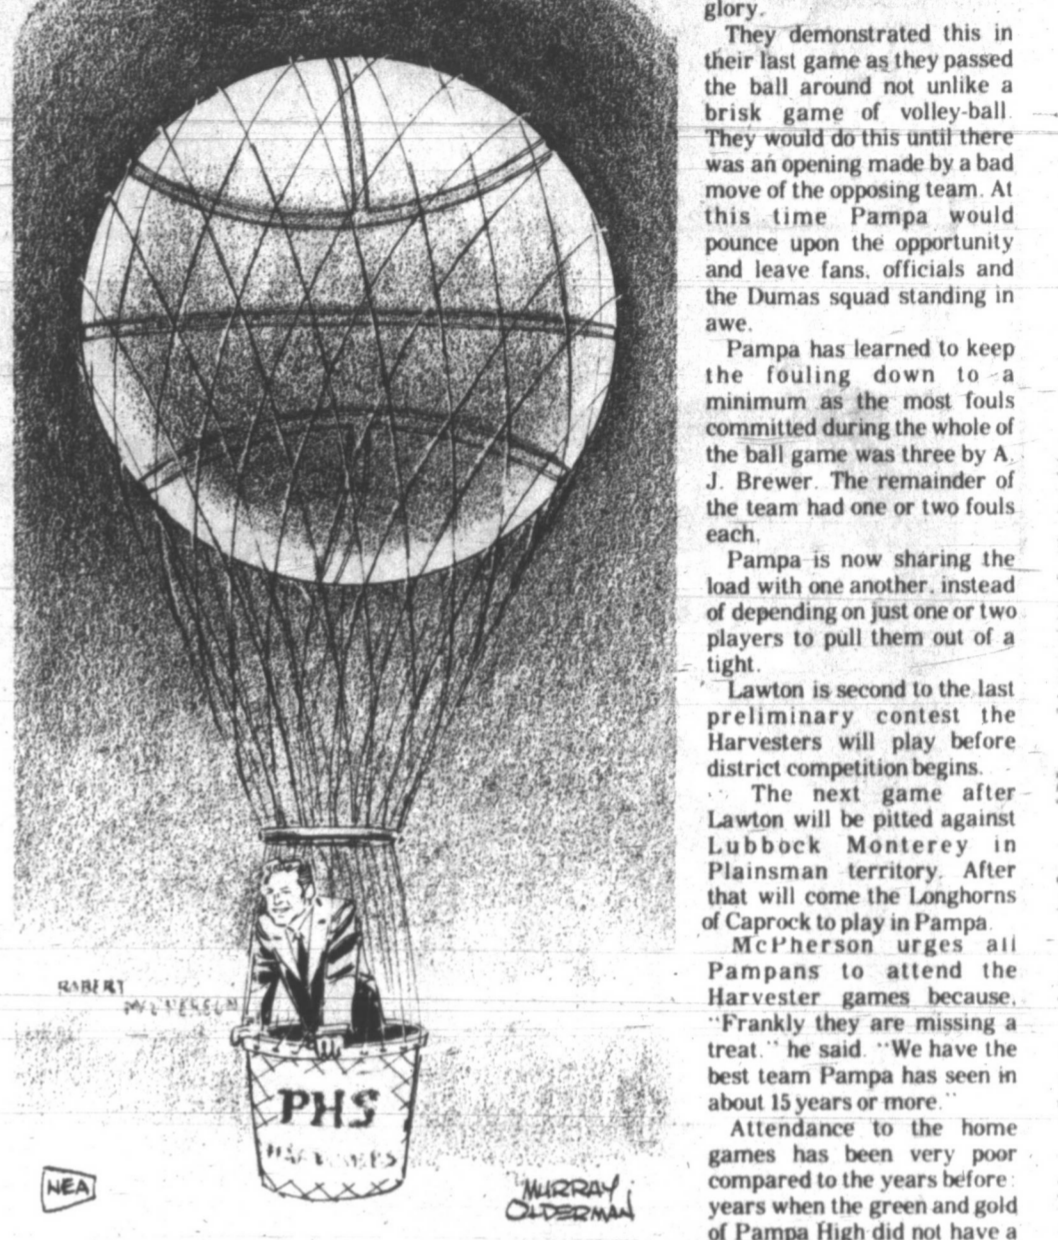 ROBERT
PHS
NEA
MURRAY
OLDERMAN
glory.
They demonstrated this in
their last game as they passed
the ball around not unlike a
brisk game of volley-ball.
They would do this until there
was an opening made by a bad
move of the opposing team. At
this time Pampa would
pounce upon the opportunity
and leave fans, officials and
the Dumas squad standing in
awe.
Pampa has learned to keep
the fouling down to a
minimum as the most fouls
committed during the whole of
the ball game was three by A.
J. Brewer. The remainder of
the team had one or two fouls
each.
Pampa is now sharing the
load with one another, instead
of depending on just one or two
players to pull them out of a
tight.
Lawton is second to the last
preliminary contest the
Harvesters will play before
district competition begins.
The next game after
Lawton will be pitted against
Lubbock Monterey in
Plainsman territory. After
that will come the Longhorns
of Caprock to play in Pampa.
McPherson urges all
Pampans to attend the
Harvester games because,
"Frankly they are missing a
treat." he said. "We have the
best team Pampa has seen in
about 15 years or more."
Attendance to the home
games has been very poor
compared to the years before:
years when the green and gold
of Pampa High did not have a